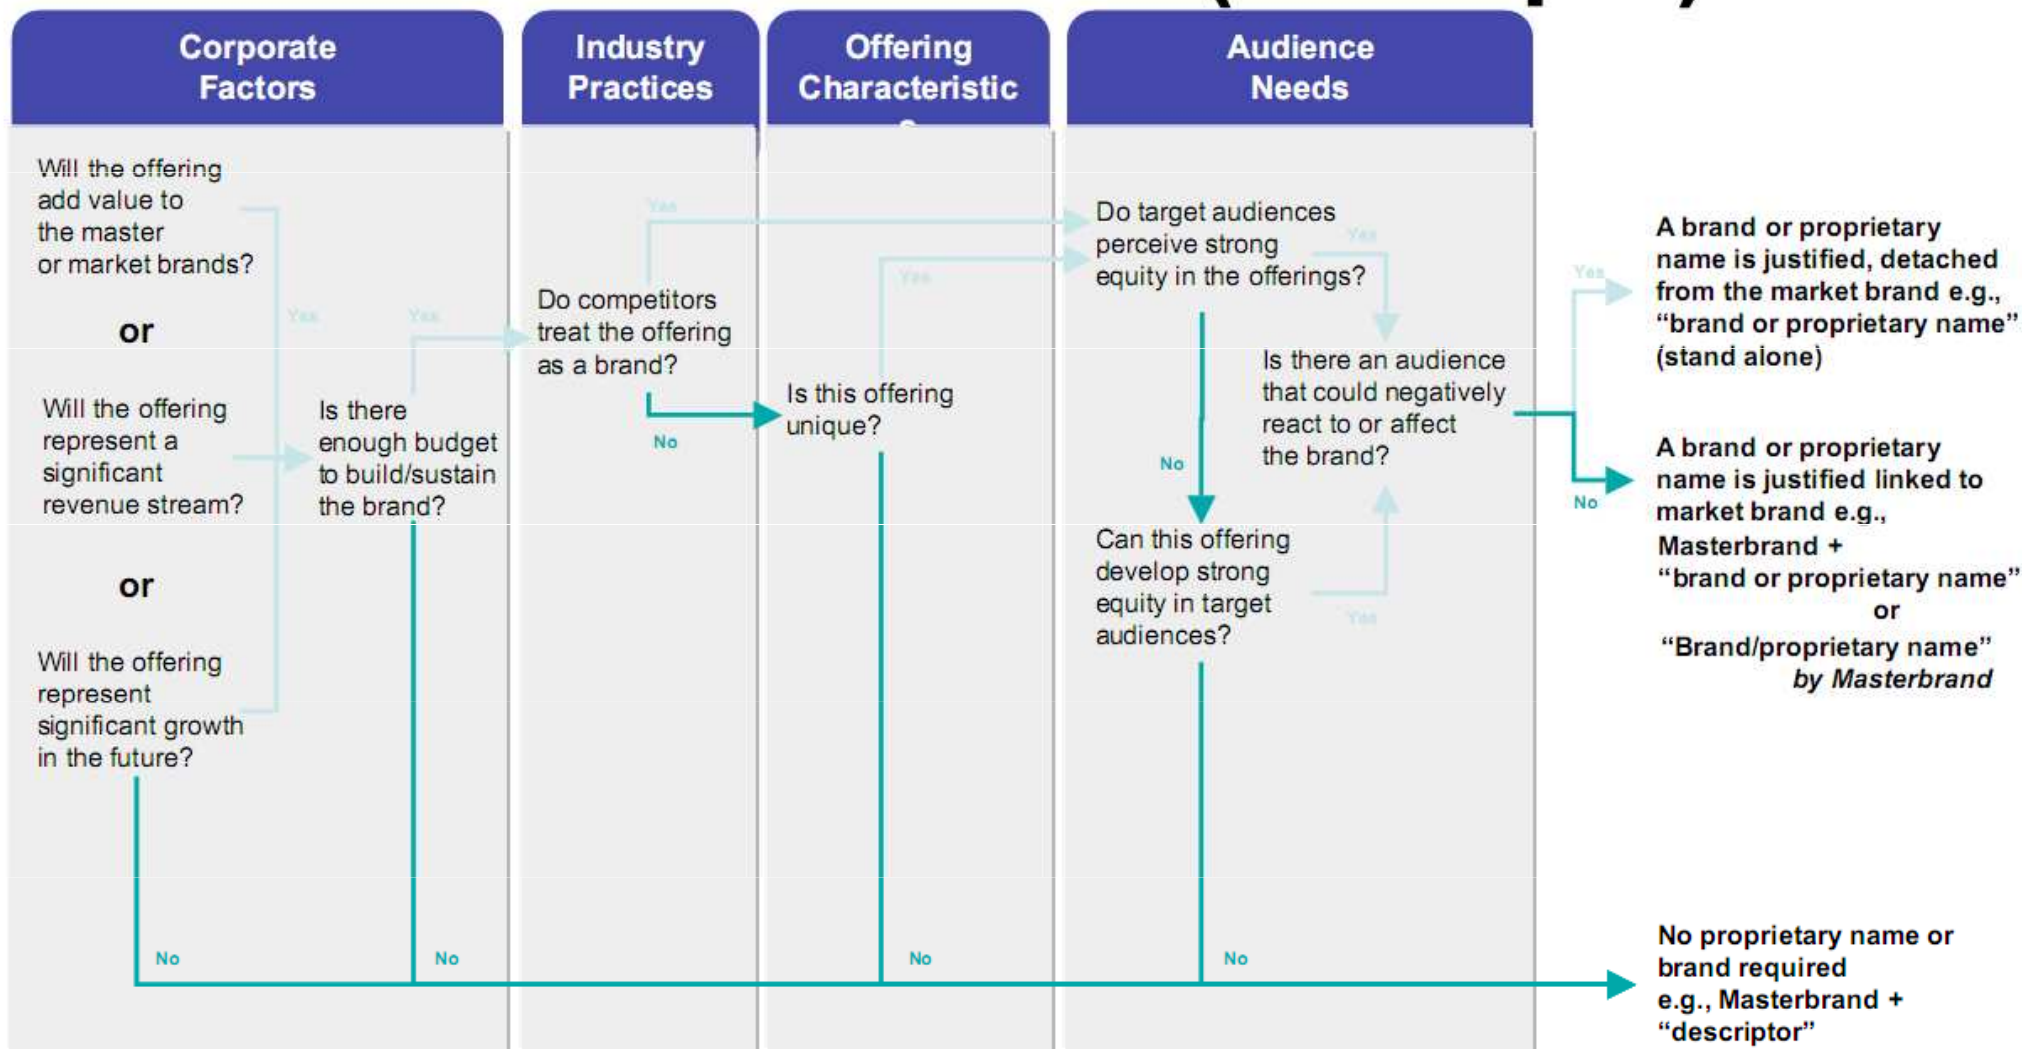 Corporate
Factors
Industry
Practices
Offering
Characteristic
Audience
Needs
Will the offering
add value to
the master
or market brands?
or
Will the offering
represent a
significant
revenue stream?
or
Will the offering
represent
significant growth
in the future?
Yes
Is there
enough budget
to build/sustain
the brand?
Yes
Do competitors
treat the offering
as a brand?
Yes
No
Is this offering
unique?
Yes
Do target audiences
perceive strong
equity in the offerings?
Yes
No
Is there an audience
that could negatively
react to or affect
the brand?
Can this offering
develop strong
equity in target
audiences?
Yes
No
No
No
No
Yes
A brand or proprietary
name is justified, detached
from the market brand e.g.,
“brand or proprietary name”
(stand alone)
No
A brand or proprietary
name is justified linked to
market brand e.g.,
Masterbrand +
“brand or proprietary name”
or
“Brand/proprietary name”
by Masterbrand
No proprietary name or
brand required
e.g., Masterbrand +
“descriptor”